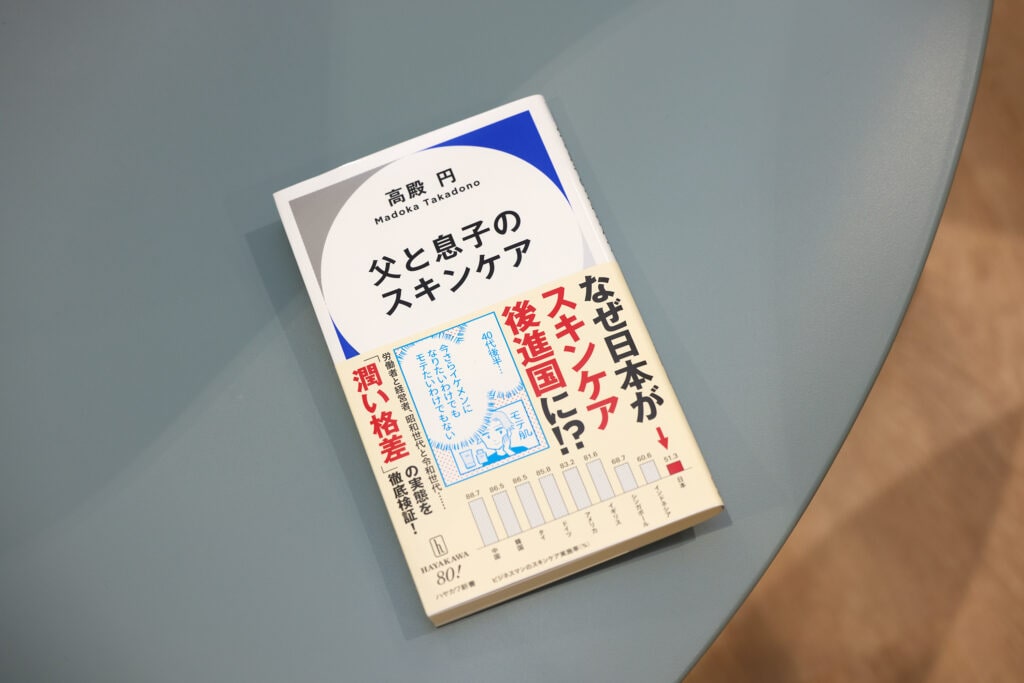 高殿 円
Madoka Takadono
父と息子の
スキンケア
なぜ日本が
スキンケア
後進国に!?
40代後半…
今さらイケメンに
なりたいわけでも
モテたいわけでもない
モテ肌
労働者と経営者、昭和世代と令和世代……
「潤い格差」の実態を
徹底検証！
88.7
86.5
86.5
85.8
83.2
81.6
68.7
60.6
51.3
中国
韓国
タイ
ドイツ
アメリカ
イギリス
シンガポール
インドネシア
日本
ビジネスマンのスキンケア実施率(%)
h
HAYAKAWA
80!
ハヤカワ新書